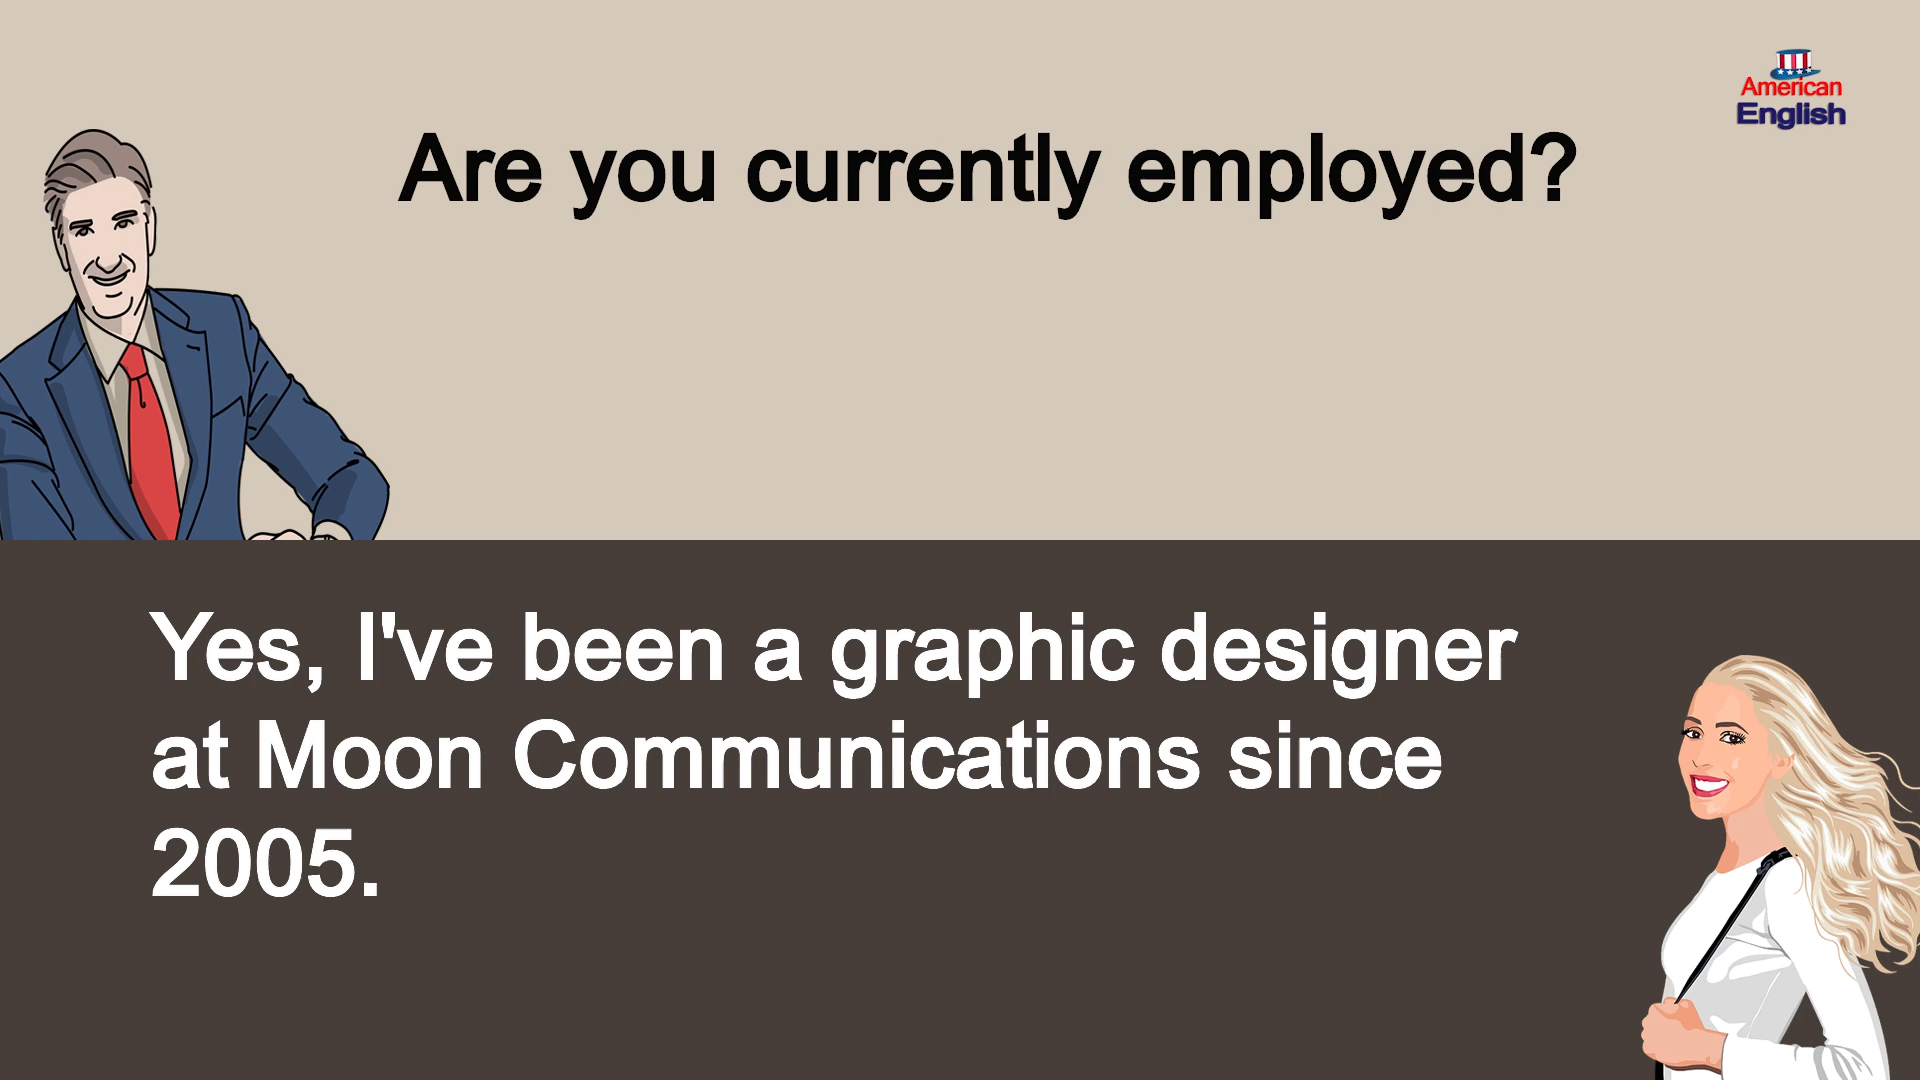 American
English
Are you currently employed?
Yes, I've been a graphic designer
at Moon Communications since
2005.